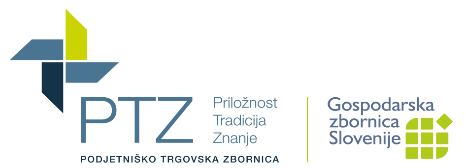 PTZ
Priložnost
Tradicija
Znanje
PODJETNIŠKO TRGOVSKA ZBORNICA
Gospodarska
zbornica
Slovenije